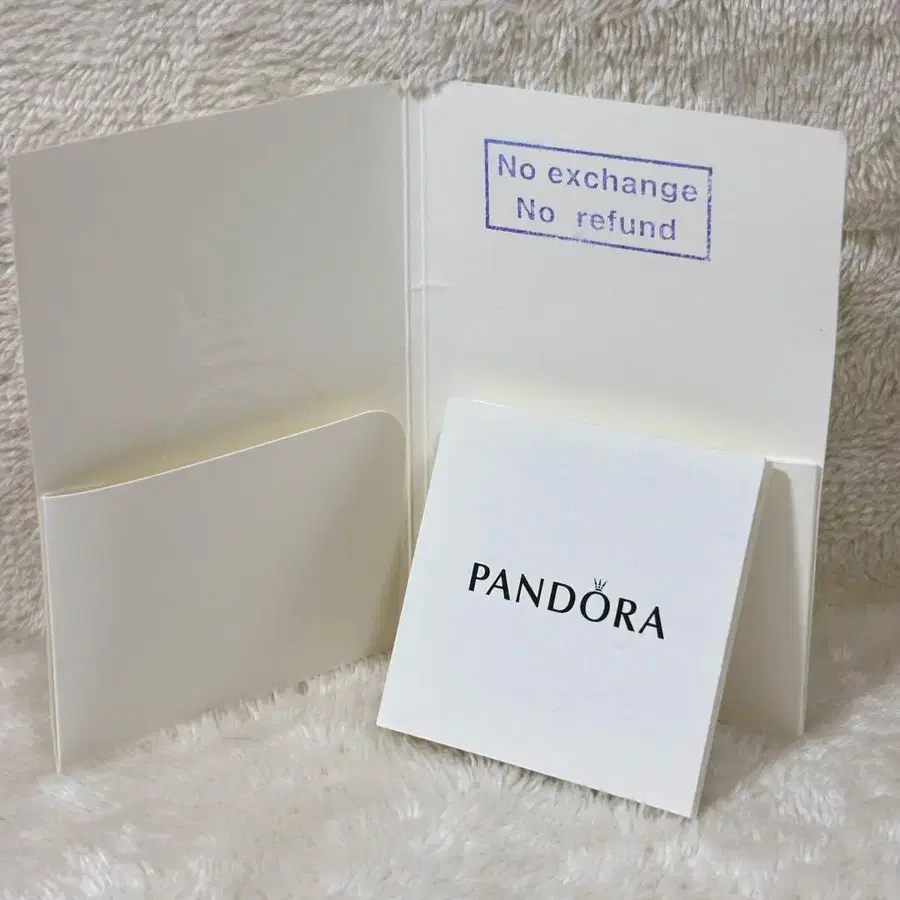 No exchange
No refund
PANDORA